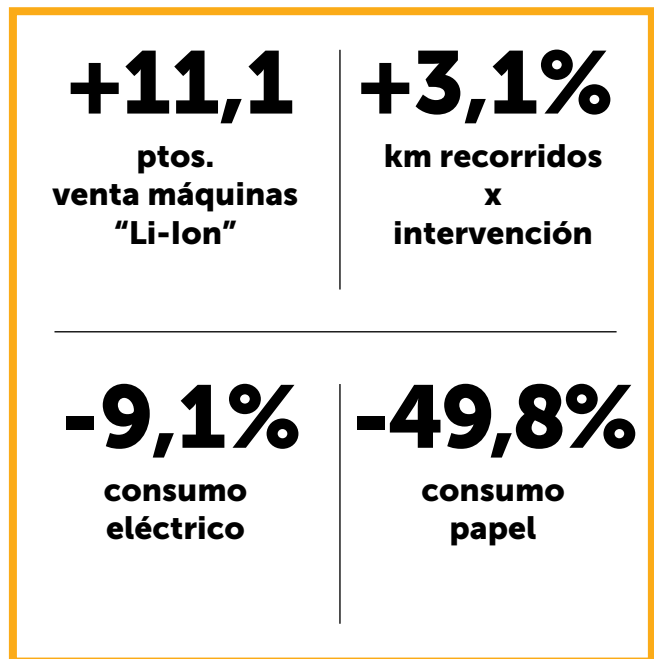 +11,1
ptos.
venta máquinas
“Li-Ion”
+3,1%
km recorridos
x
intervención
-9,1%
consumo
eléctrico
-49,8%
consumo
papel